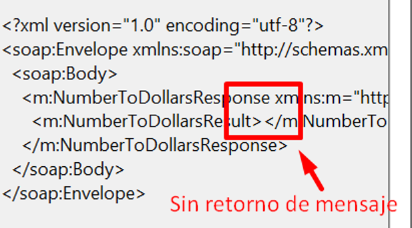 <?xml version="1.0" encoding="utf-8"?>
<soap:Envelope xmlns:soap="http://schemas.xm
<soap:Body>
<m:NumberToDollarsResponse xmlns:m="http
<m:NumberToDollarsResult></m:NumberTo
</m:NumberToDollarsResponse>
</soap:Body>
</soap:Envelope>
Sin retorno de mensaje